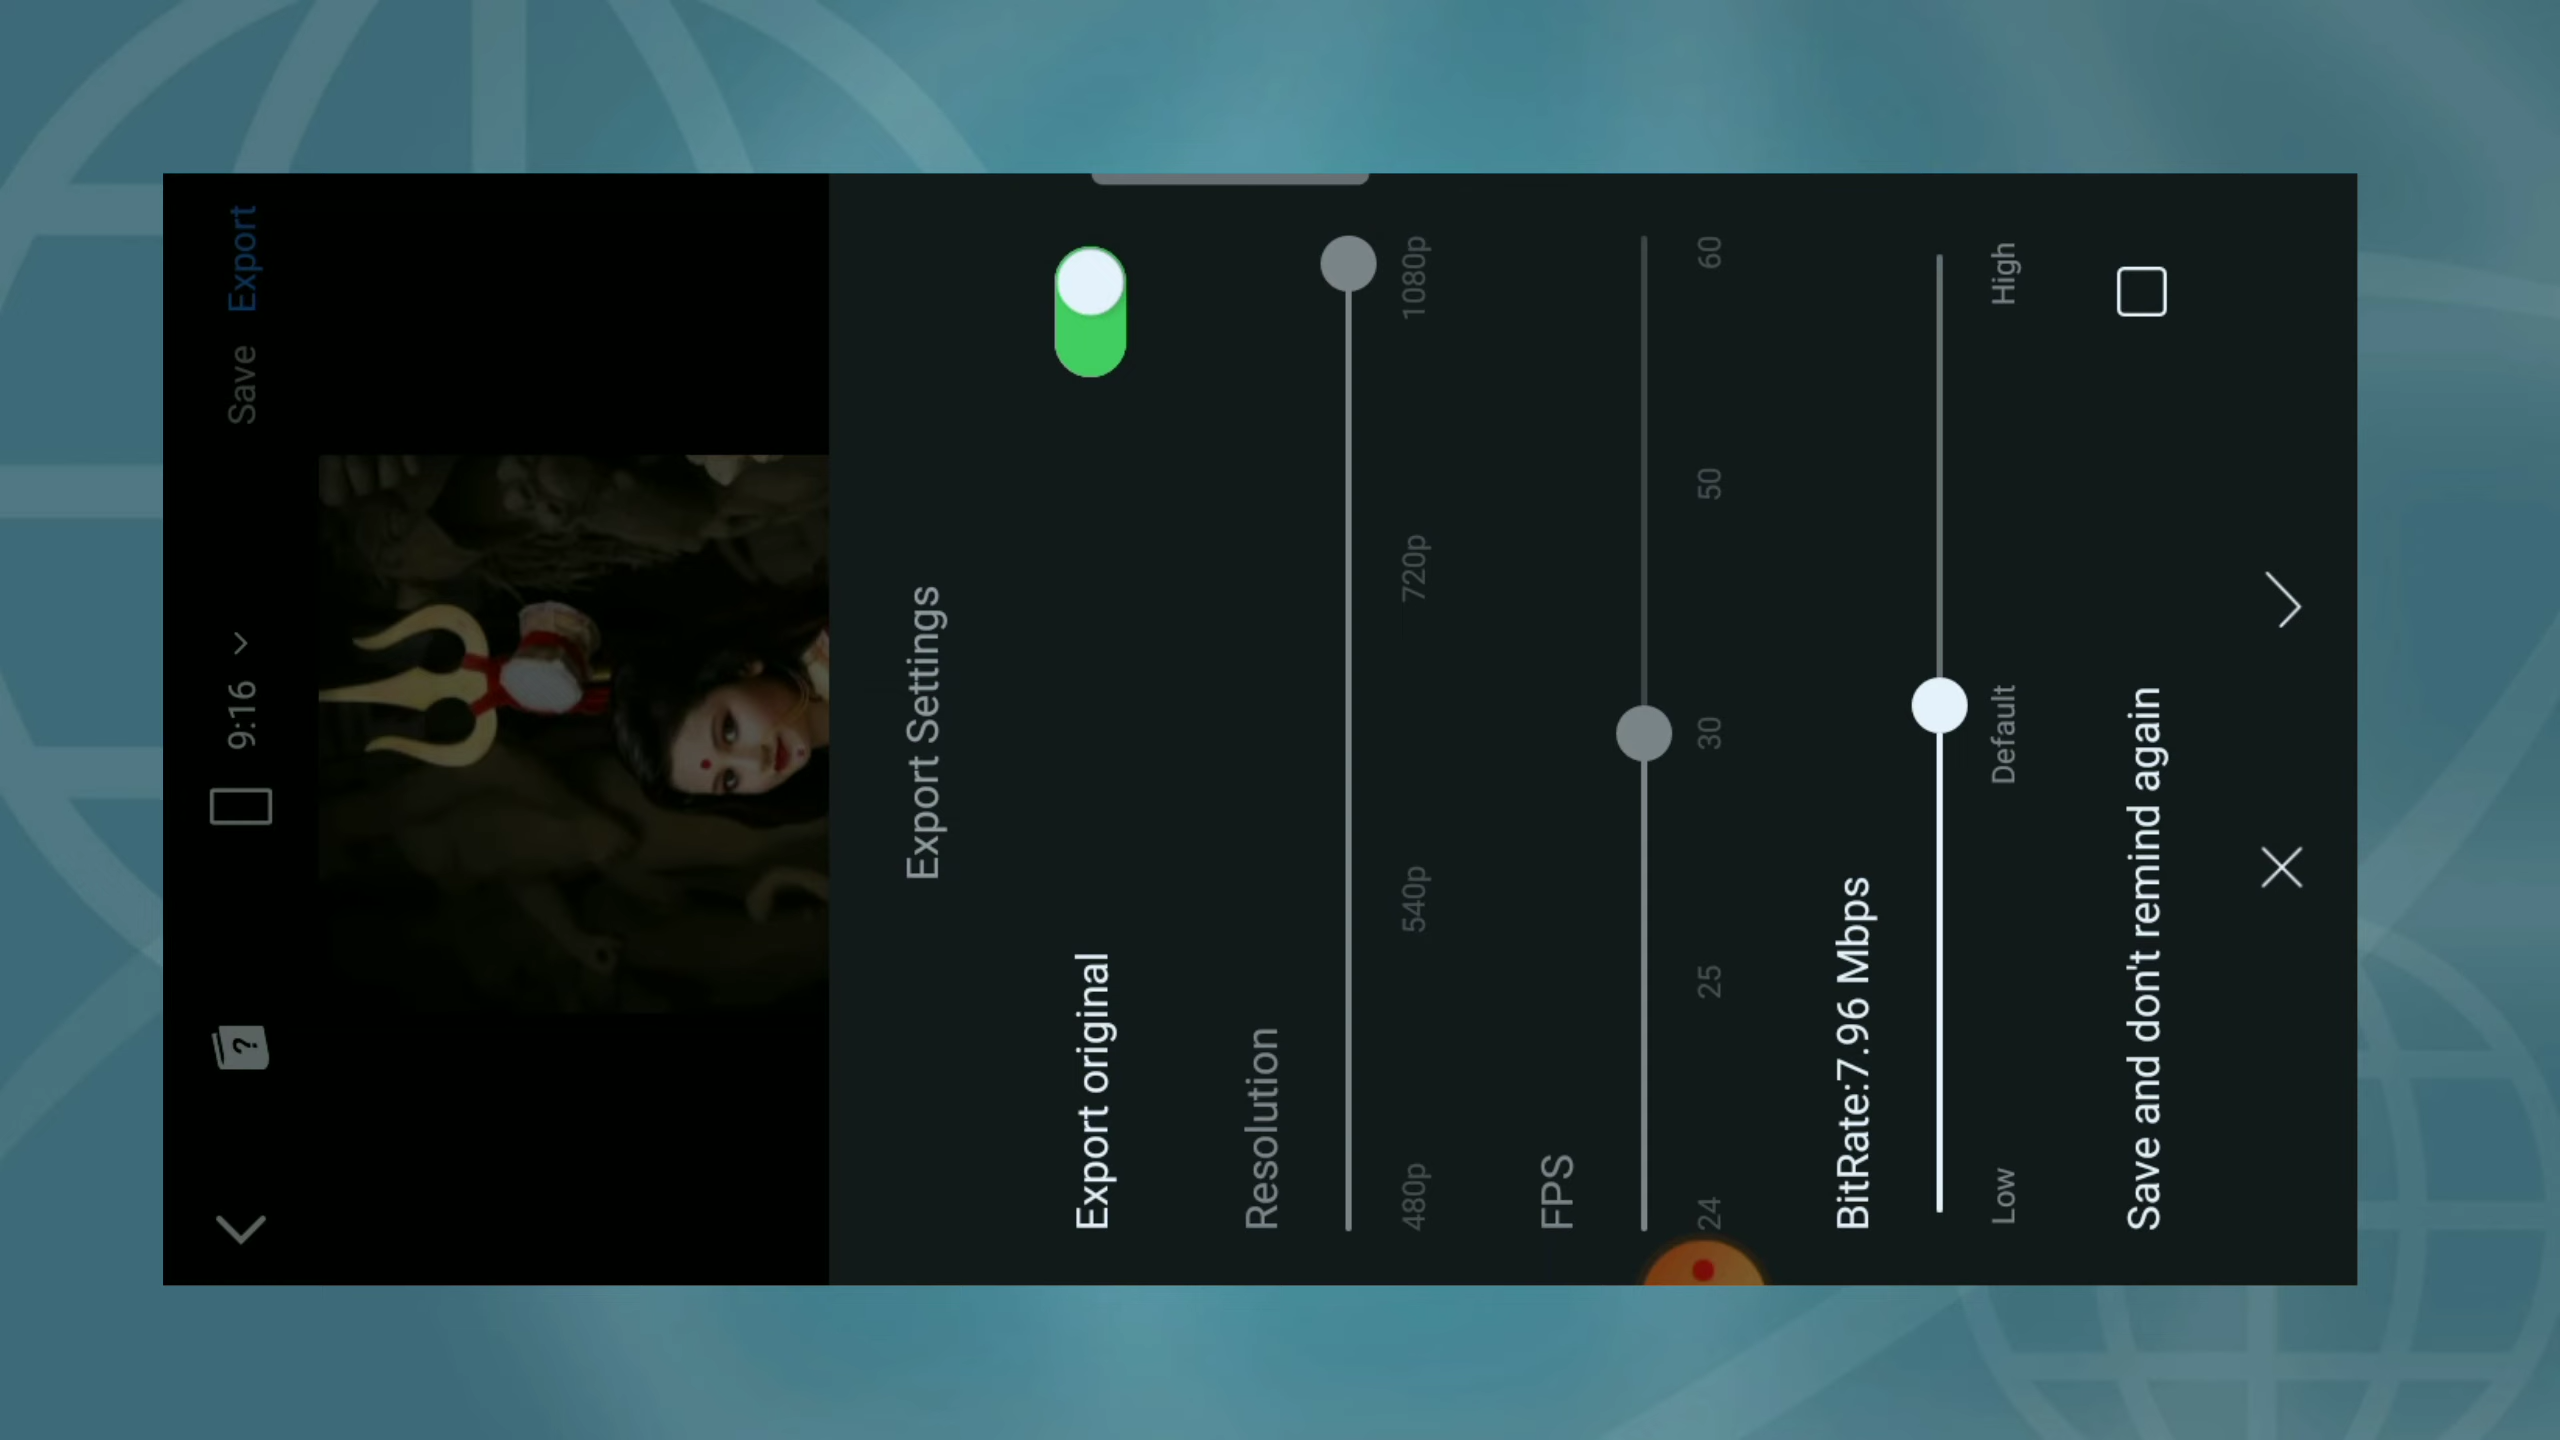 9:16
Save
Export
Export Settings
Export original
Resolution
480p 540p 720p 1080p
FPS
24 25 30 50 60
BitRate:7.96 Mbps
Low Default High
Save and don't remind again